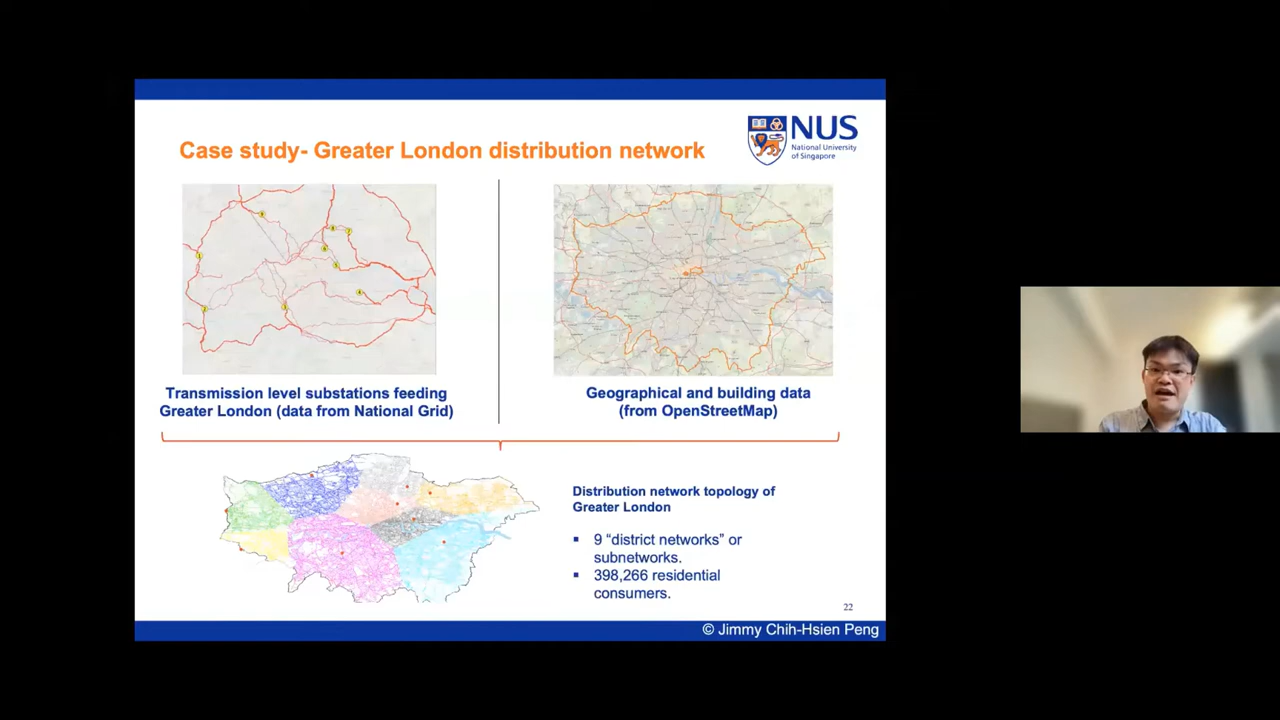 Case study- Greater London distribution network
NUS
National University
of Singapore
Transmission level substations feeding
Greater London (data from National Grid)
Geographical and building data
(from OpenStreetMap)
Distribution network topology of
Greater London
▪ 9 “district networks” or
subnetworks.
▪ 398,266 residential
consumers.
22
© Jimmy Chih-Hsien Peng